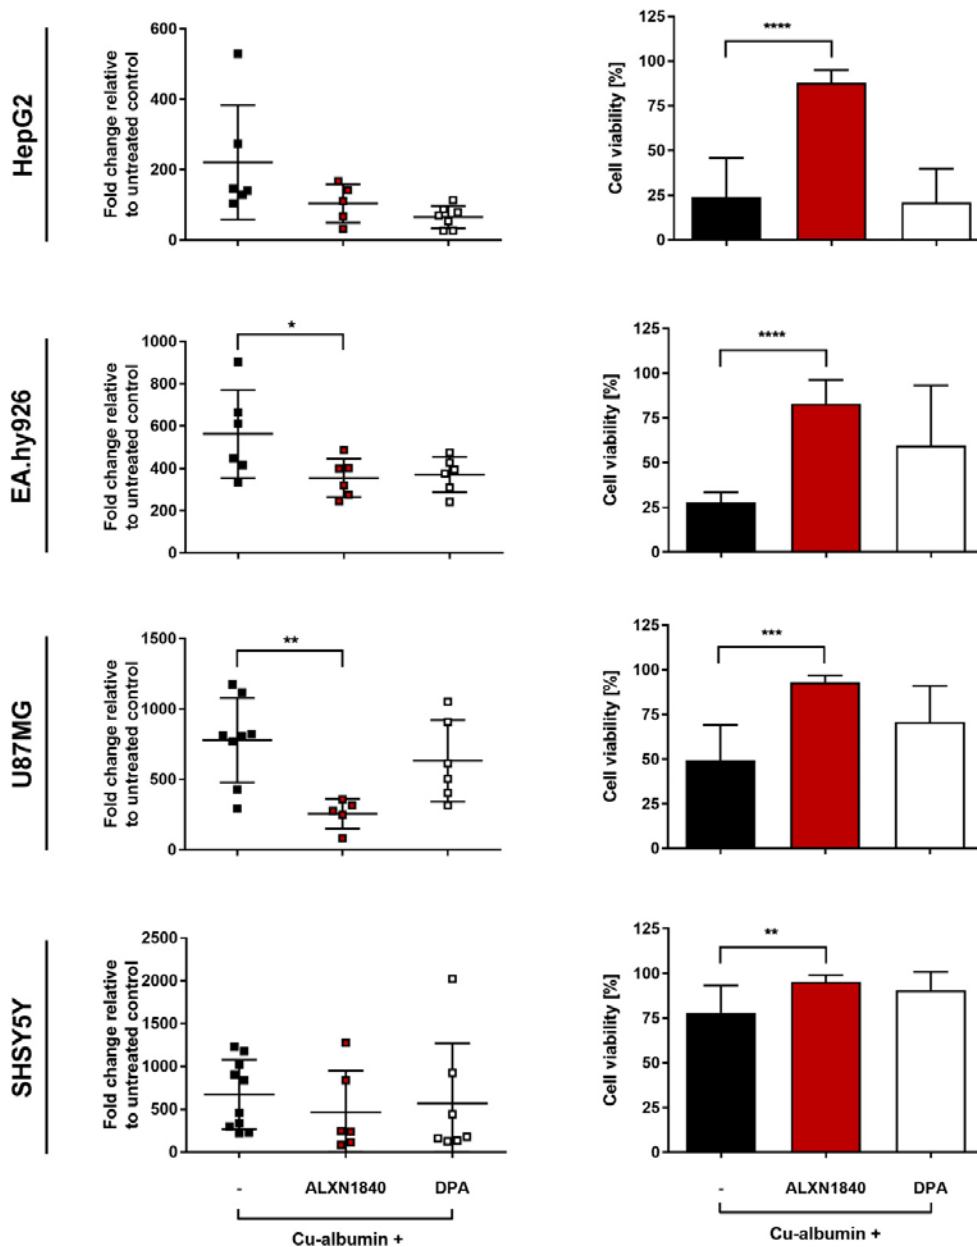 HepG2
Fold change relative
to untreated control
600
400
200
0
Cell viability [%]
125
100
75
50
25
0
****
EA.hy926
Fold change relative
to untreated control
1000
800
600
400
200
0
*
Cell viability [%]
125
100
75
50
25
0
****
U87MG
Fold change relative
to untreated control
1500
1000
500
0
**
Cell viability [%]
125
100
75
50
25
0
***
SHSY5Y
Fold change relative
to untreated control
2500
2000
1500
1000
500
0
- ALXN1840 DPA
Cu-albumin +
Cell viability [%]
125
100
75
50
25
0
**
- ALXN1840 DPA
Cu-albumin +